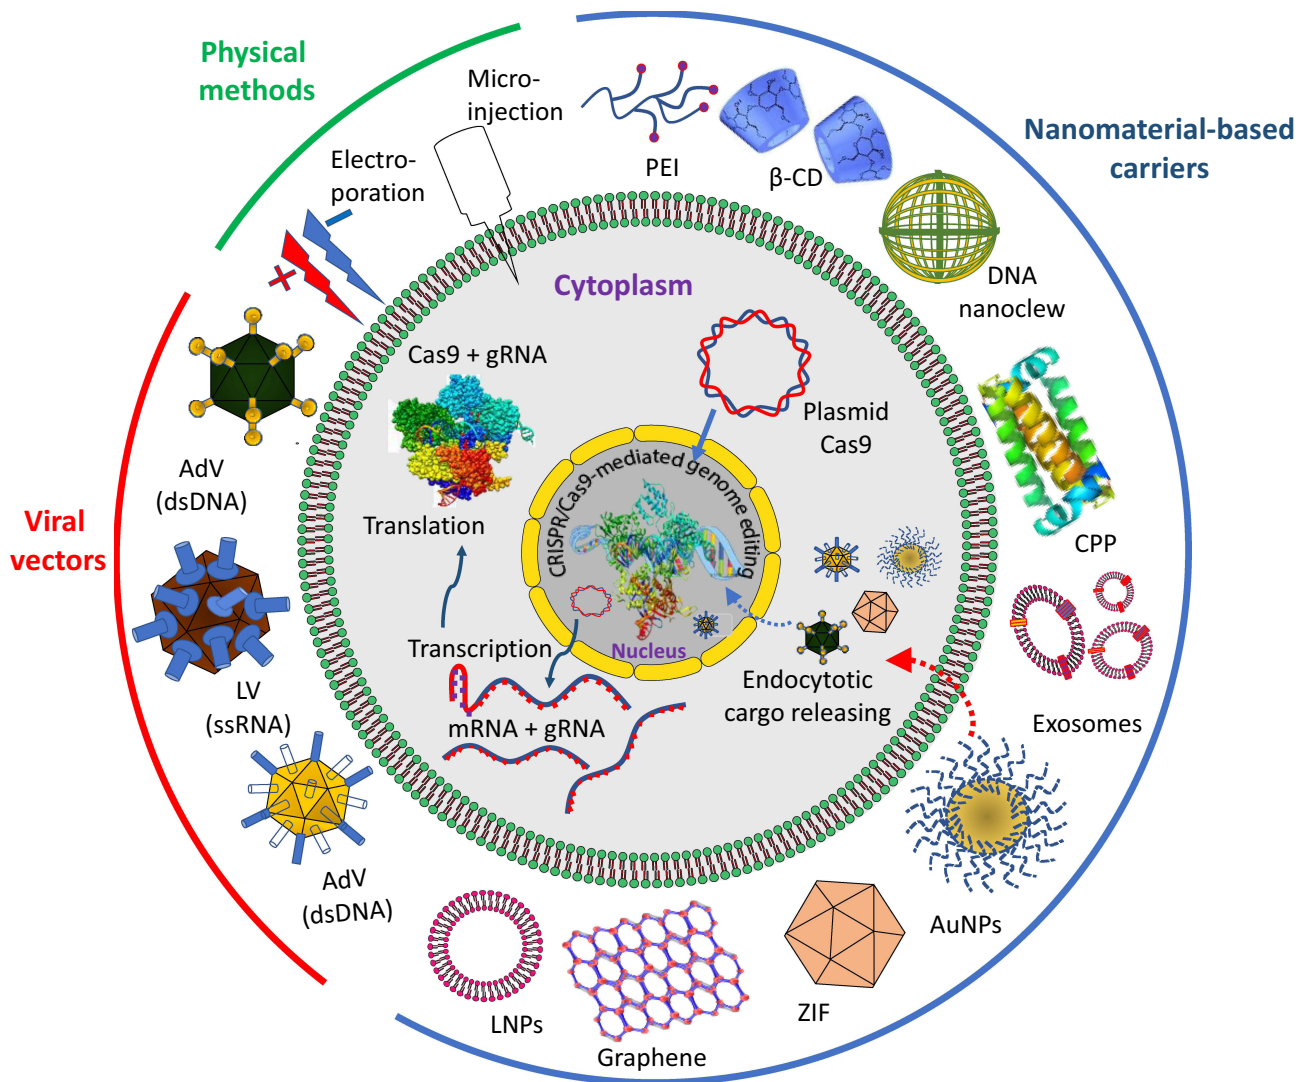 Physical
methods
Micro-
injection
Electro-
poration
PEI
β-CD
Nanomaterial-based
carriers
DNA
nanoclew
Cytoplasm
Cas9 + gRNA
Plasmid
Cas9
AdV
(dsDNA)
Viral
vectors
Translation
CRISPR/Cas9-mediated genome editing
CPP
Transcription
Nucleus
LV
(ssRNA)
mRNA + gRNA
Endocytotic
cargo releasing
Exosomes
AdV
(dsDNA)
AuNPs
LNPs
ZIF
Graphene